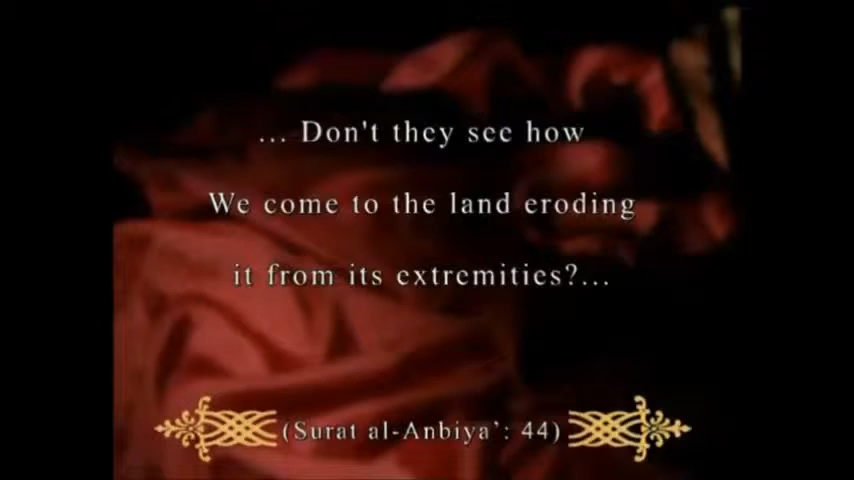 ... Don't they see how
We come to the land eroding
it from its extremities?...
(Surat al-Anbiya’: 44)